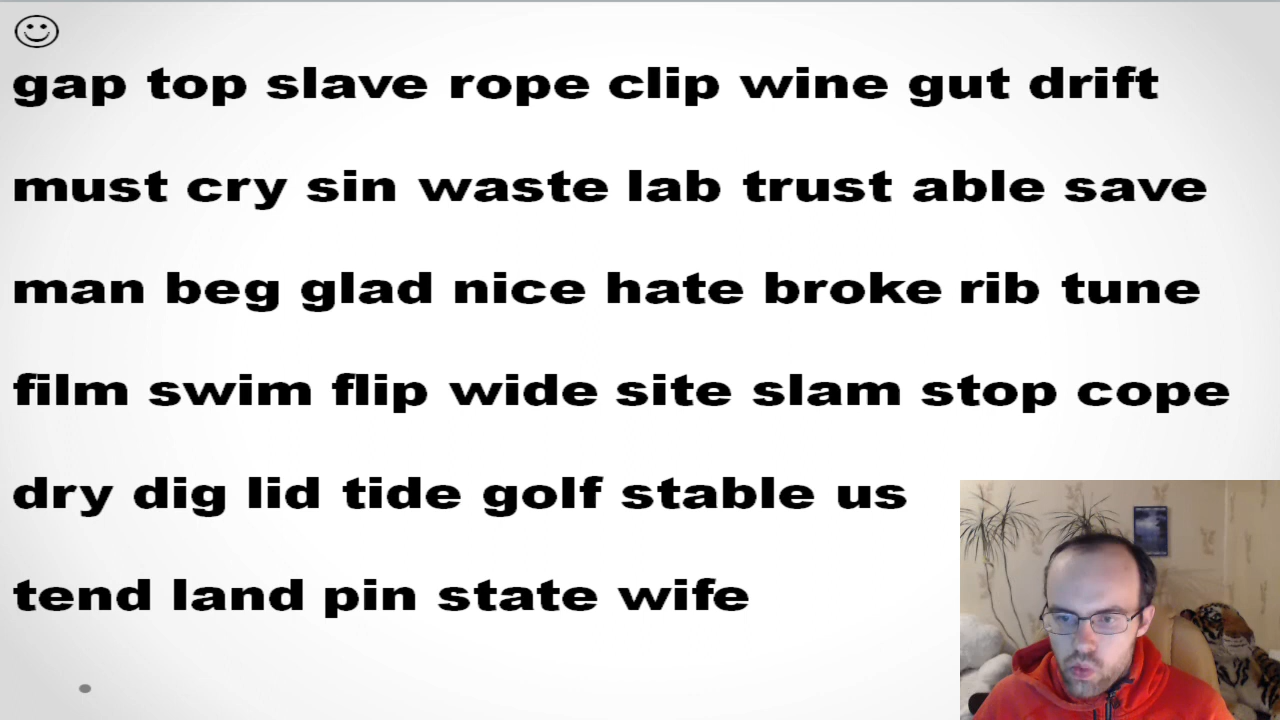 gap top slave rope clip wine gut drift
must cry sin waste lab trust able save
man beg glad nice hate broke rib tune
film swim flip wide site slam stop cope
dry dig lid tide golf stable us
tend land pin state wife